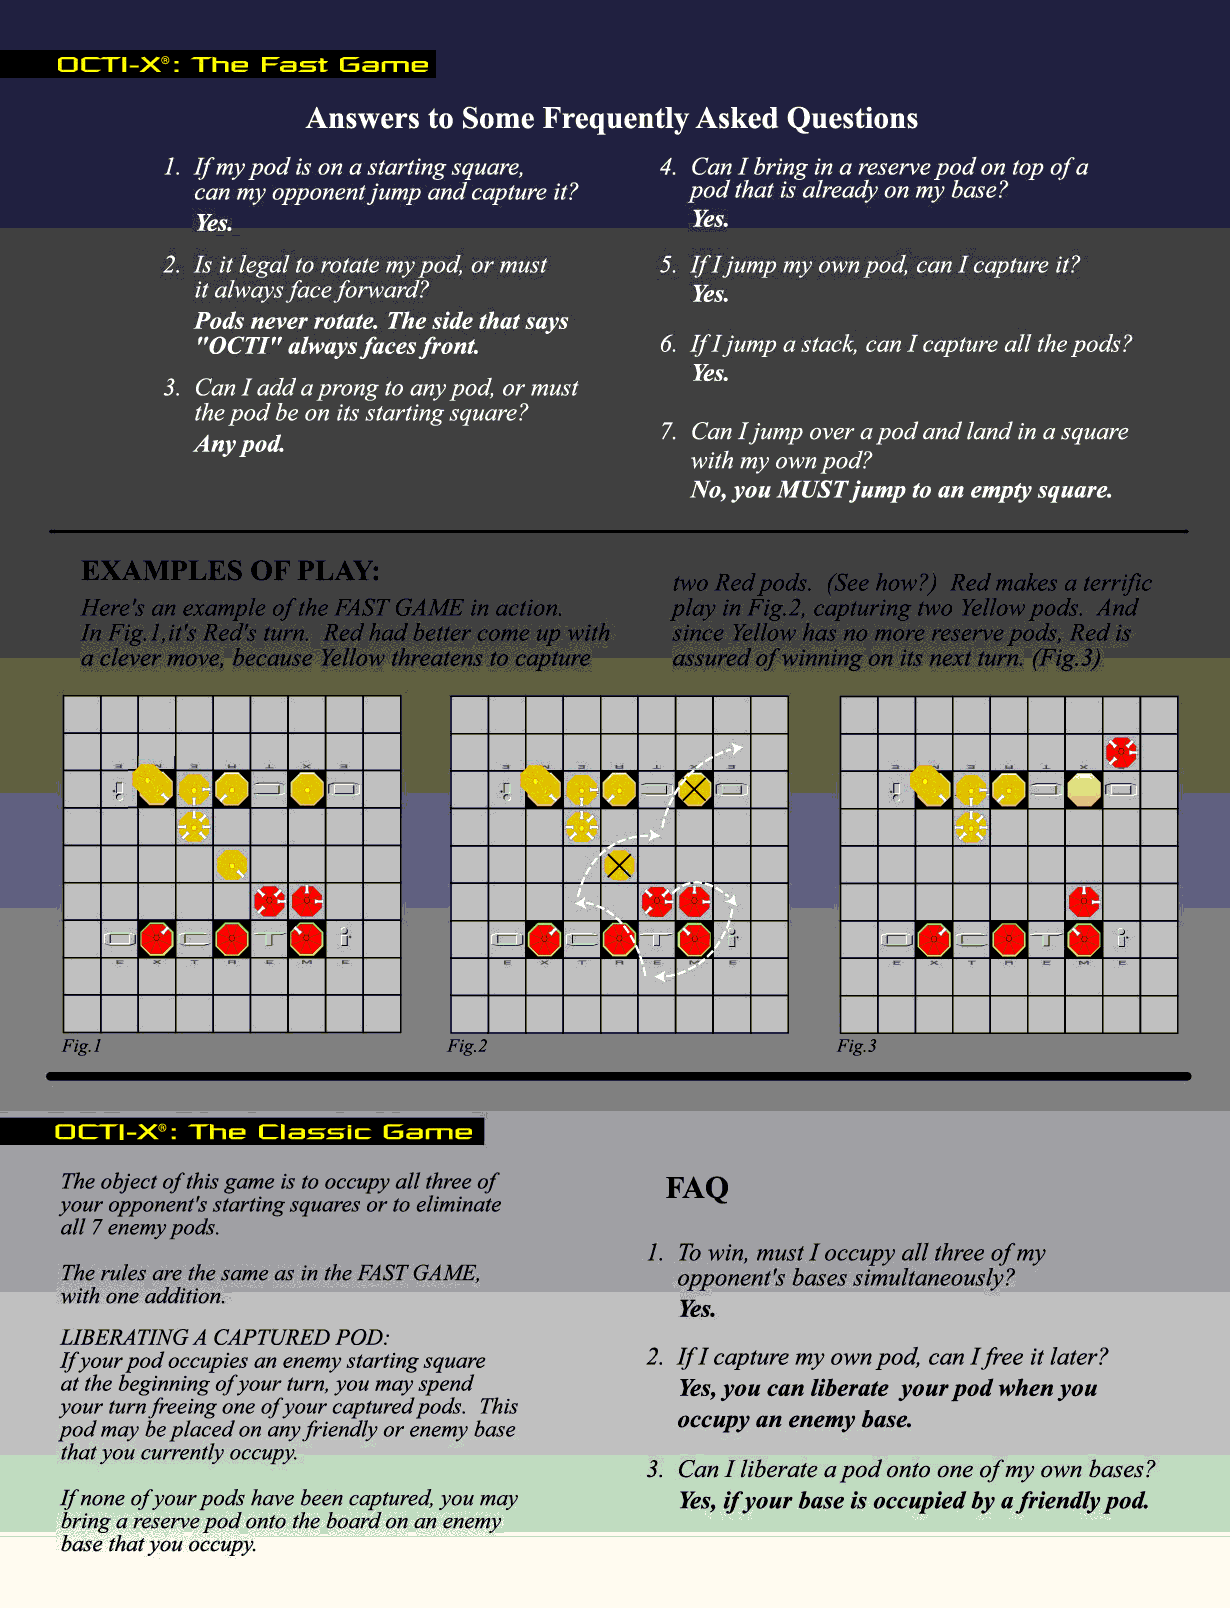 OCTI-X®: The Fast Game
Answers to Some Frequently Asked Questions
1. If my pod is on a starting square,
can my opponent jump and capture it?
Yes.
2. Is it legal to rotate my pod, or must
it always face forward?
Pods never rotate. The side that says
"OCTI" always faces front.
3. Can I add a prong to any pod, or must
the pod be on its starting square?
Any pod.
4. Can I bring in a reserve pod on top of a
pod that is already on my base?
Yes.
5. If I jump my own pod, can I capture it?
Yes.
6. If I jump a stack, can I capture all the pods?
Yes.
7. Can I jump over a pod and land in a square
with my own pod?
No, you MUST jump to an empty square.
EXAMPLES OF PLAY:
Here's an example of the FAST GAME in action.
In Fig.1,it's Red's turn. Red had better come up with
a clever move, because Yellow threatens to capture
two Red pods. (See how?) Red makes a terrific
play in Fig.2, capturing two Yellow pods. And
since Yellow has no more reserve pods, Red is
assured of winning on its next turn. (Fig.3)
E X T R E M E
Fig.1
E X T R E M E
Fig.2
E X T R E M E
Fig.3
OCTI-X®: The Classic Game
The object of this game is to occupy all three of
your opponent's starting squares or to eliminate
all 7 enemy pods.
The rules are the same as in the FAST GAME,
with one addition.
LIBERATING A CAPTURED POD:
If your pod occupies an enemy starting square
at the beginning of your turn, you may spend
your turn freeing one of your captured pods. This
pod may be placed on any friendly or enemy base
that you currently occupy.
If none of your pods have been captured, you may
bring a reserve pod onto the board on an enemy
base that you occupy.
FAQ
1. To win, must I occupy all three of my
opponent's bases simultaneously?
Yes.
2. If I capture my own pod, can I free it later?
Yes, you can liberate your pod when you
occupy an enemy base.
3. Can I liberate a pod onto one of my own bases?
Yes, if your base is occupied by a friendly pod.